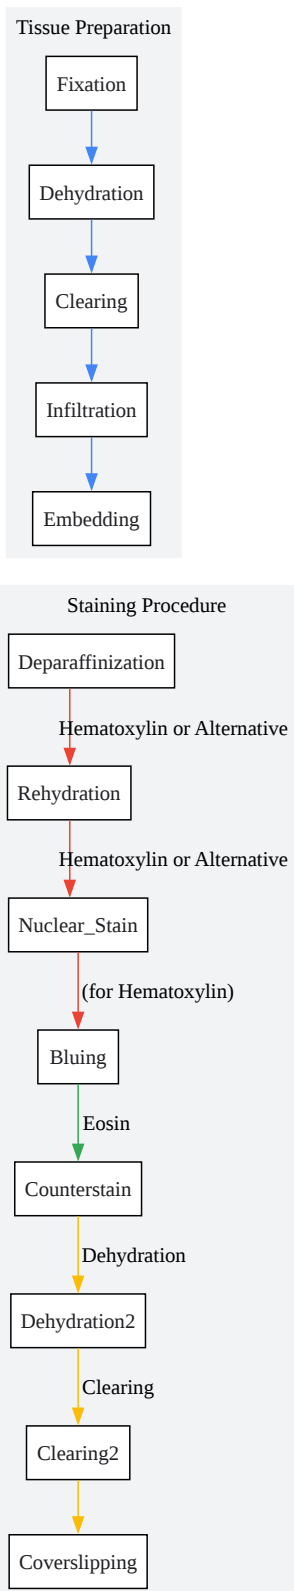 Tissue Preparation
Fixation
Dehydration
Clearing
Infiltration
Embedding
Staining Procedure
Deparaffinization
Hematoxylin or Alternative
Rehydration
Hematoxylin or Alternative
Nuclear_Stain
(for Hematoxylin)
Bluing
Eosin
Counterstain
Dehydration
Dehydration2
Clearing
Clearing2
Coverslipping